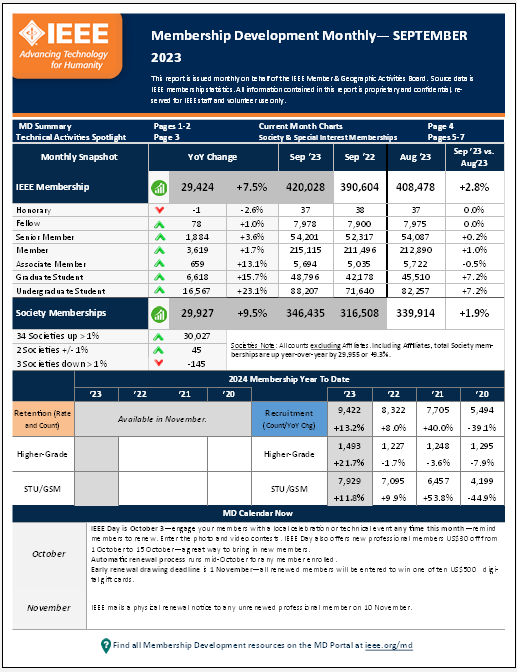 IEEE
Advancing Technology
for Humanity
Membership Development Monthly— SEPTEMBER
2023
This report is issued monthly on behalf of the IEEE Member & Geographic Activities Board. Source data is
IEEE membership statistics. All information contained in this report is proprietary and confidential, re-
served for IEEE staff and volunteer use only.
MD Summary Pages 1-2 Current Month Charts Page 4
Technical Activities Spotlight Page 3 Society & Special Interest Memberships Pages 5-7
Monthly Snapshot YoY Change Sep '23 Sep '22 Aug '23 Sep '23 vs.
Aug'23
IEEE Membership 29,424 +7.5% 420,028 390,604 408,478 +2.8%
Honorary -1 -2.6% 37 38 37 0.0%
Fellow 78 +1.0% 7,978 7,900 7,975 0.0%
Senior Member 1,884 +3.6% 54,201 52,317 54,087 +0.2%
Member 3,619 +1.7% 215,115 211,496 212,890 +1.0%
Associate Member 659 +13.1% 5,694 5,035 5,722 -0.5%
Graduate Student 6,618 +15.7% 48,796 42,178 45,510 +7.2%
Undergraduate Student 16,567 +23.1% 88,207 71,640 82,257 +7.2%
Society Memberships 29,927 +9.5% 346,435 316,508 339,914 +1.9%
34 Societies up > 1% 30,027
2 Societies +/- 1% 45
3 Societies down > 1% -145
Societies Note: All counts excluding Affiliates. Including Affiliates, total Society mem-
berships are up year-over-year by 29,955 or +9.3%.
2024 Membership Year To Date
'23 '22 '21 '20 '23 '22 '21 '20
Retention (Rate
and Count)
Available in November.
Recruitment
(Count/YoY Chg)
9,422 8,322 7,705 5,494
+13.2% +8.0% +40.0% -39.1%
Higher-Grade Higher-Grade
1,493 1,227 1,248 1,295
+21.7% -1.7% -3.6% -7.9%
STU/GSM STU/GSM
7,929 7,095 6,457 4,199
+11.8% +9.9% +53.8% -44.9%
MD Calendar Now
October
IEEE Day is October 3—engage your members with a local celebration or technical event any time this month—remind
members to renew. Enter the photo and video contests. IEEE Day also offers new professional members US$80 off from
1 October to 15 October—a great way to bring in new members.
Automatic renewal process runs mid-October for any member enrolled.
Early renewal drawing deadline is 1 November—all renewed members will be entered to win one of ten US$500 digi-
tal gift cards.
November
IEEE mails a physical renewal notice to any unrenewed professional member on 10 November.
Find all Membership Development resources on the MD Portal at ieee.org/md